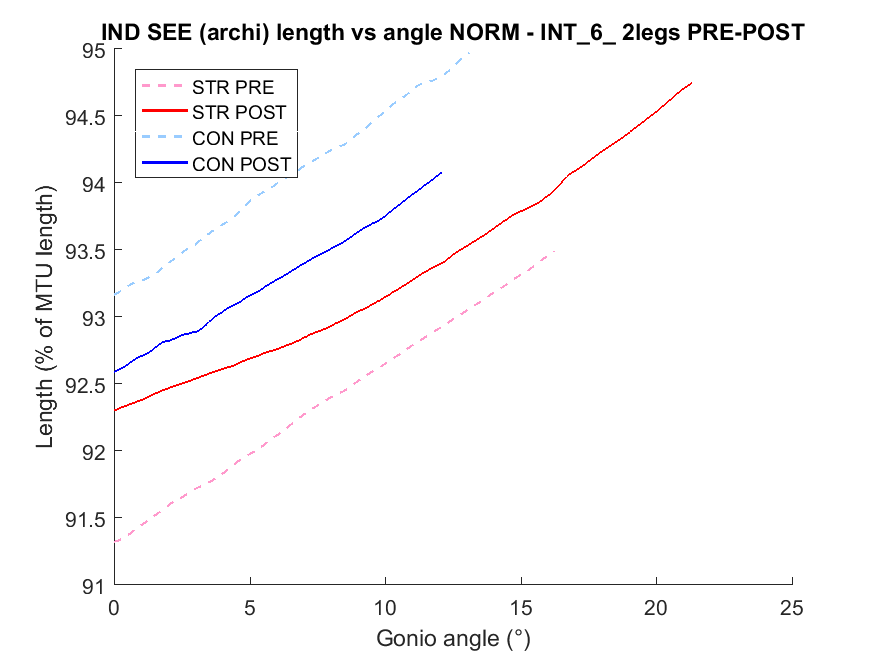 IND SEE (archi) length vs angle NORM - INT_6_ 2legs PRE-POST
95
94.5
94
93.5
93
92.5
92
91.5
91
Length (% of MTU length)
STR PRE
STR POST
CON PRE
CON POST
0 5 10 15 20 25
Gonio angle (°)